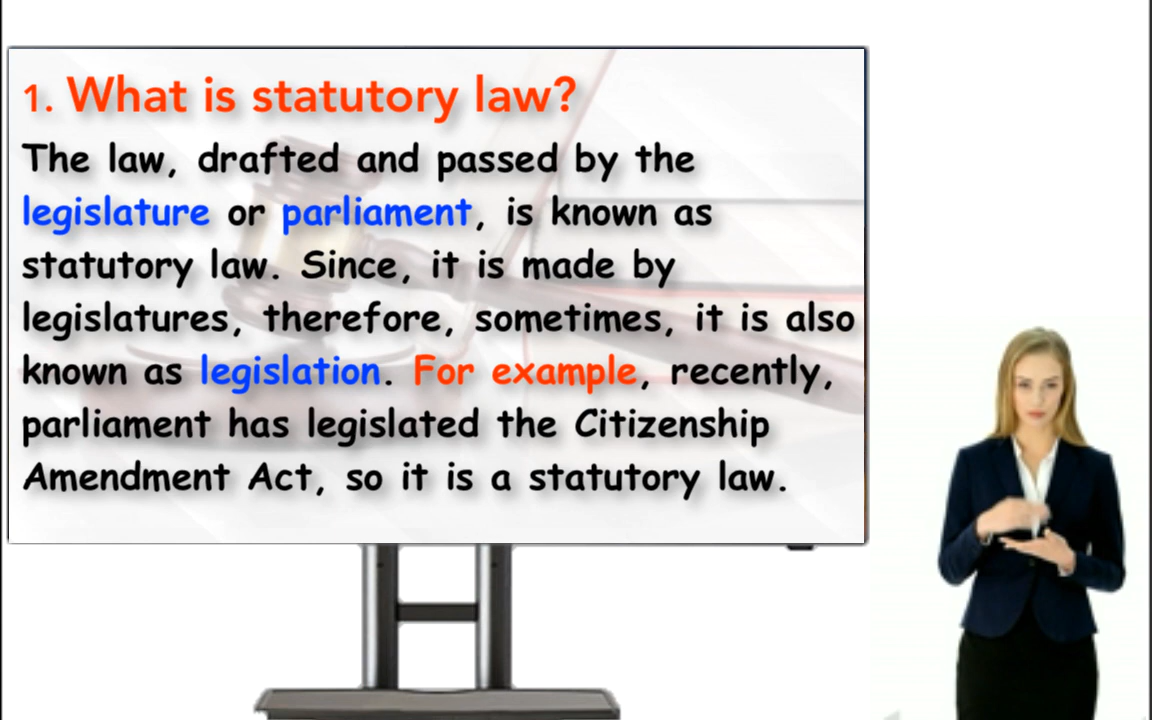 1. What is statutory law?
The law, drafted and passed by the
legislature or parliament, is known as
statutory law. Since, it is made by
legislatures, therefore, sometimes, it is also
known as legislation. For example, recently,
parliament has legislated the Citizenship
Amendment Act, so it is a statutory law.